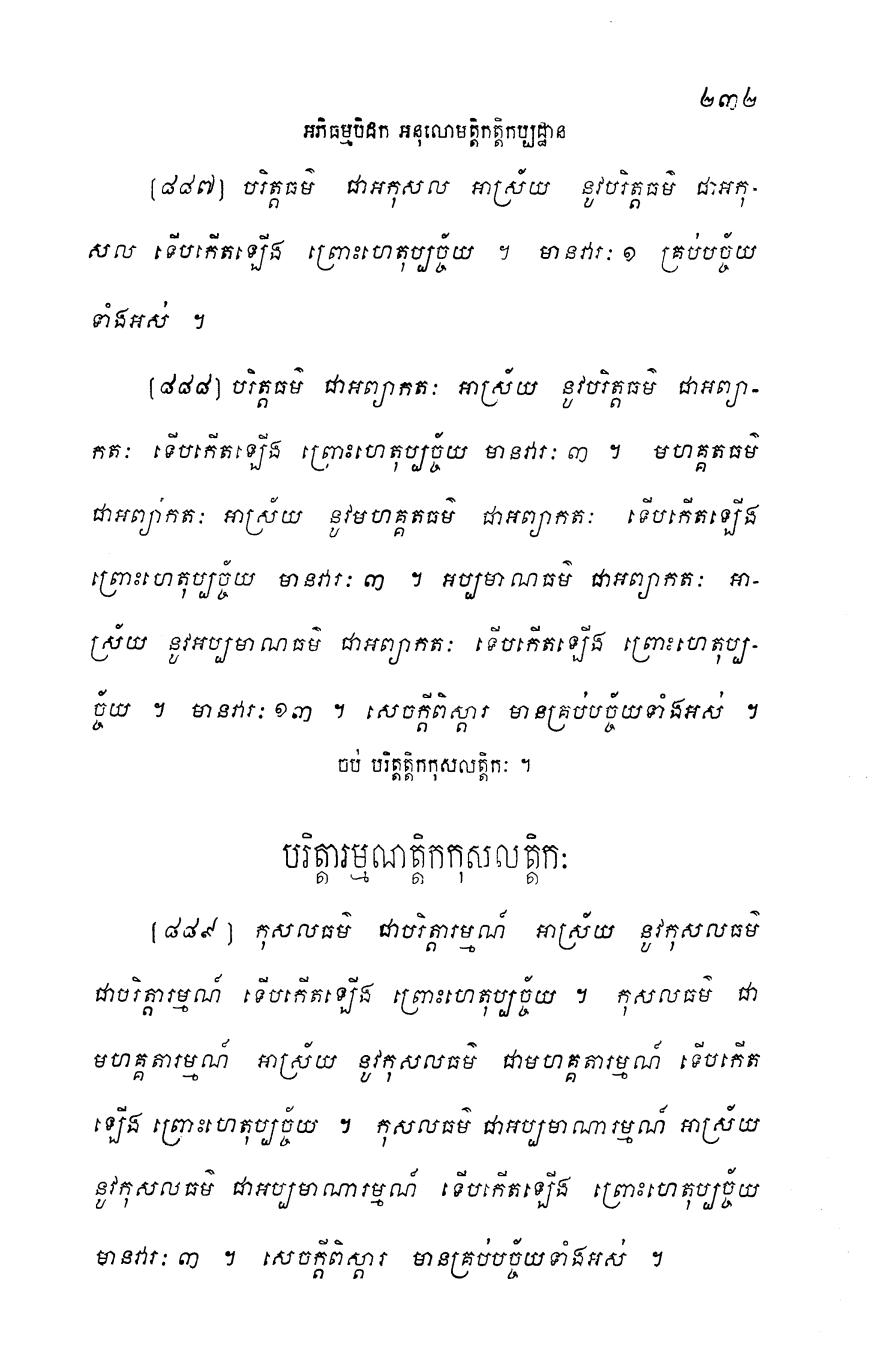 ២៣២
អភិធម្មបិដក អនុលោមត្តិកត្តិកប្បដ្ឋាន
[៨៨៧] បរិត្តធម៌ ជាអកុសល អាស្រ័យ នូវបរិត្តធម៌ ជាអកុ-
សល ទើបកើតឡើង ព្រោះហេតុប្បច្ច័យ ។ មានវារៈ ១ គ្រប់បច្ច័យ
ទាំងអស់ ។
[៨៨៨] បរិត្តធម៌ ជាអព្យាកតៈ អាស្រ័យ នូវបរិត្តធម៌ ជាអព្យា-
កតៈ ទើបកើតឡើង ព្រោះហេតុប្បច្ច័យ មានវារៈ ៣ ។ មហគ្គតធម៌
ជាអព្យាកតៈ អាស្រ័យ នូវមហគ្គតធម៌ ជាអព្យាកតៈ ទើបកើតឡើង
ព្រោះហេតុប្បច្ច័យ មានវារៈ ៣ ។ អប្បមាណធម៌ ជាអព្យាកតៈ អា-
ស្រ័យ នូវអប្បមាណធម៌ ជាអព្យាកតៈ ទើបកើតឡើង ព្រោះហេតុប្ប-
ច្ច័យ ។ មានវារៈ ១៣ ។ សេចក្តីពិស្តារ មានគ្រប់បច្ច័យទាំងអស់ ។
ចប់ បរិត្តត្តិកកុសលត្តិកៈ ។
បរិត្តារម្មណត្តិកកុសលត្តិកៈ
[៨៨៩] កុសលធម៌ ជាបរិត្តារម្មណ៍ អាស្រ័យ នូវកុសលធម៌
ជាបរិត្តារម្មណ៍ ទើបកើតឡើង ព្រោះហេតុប្បច្ច័យ ។ កុសលធម៌ ជា
មហគ្គតារម្មណ៍ អាស្រ័យ នូវកុសលធម៌ ជាមហគ្គតារម្មណ៍ ទើបកើត
ឡើង ព្រោះហេតុប្បច្ច័យ ។ កុសលធម៌ ជាអប្បមាណារម្មណ៍ អាស្រ័យ
នូវកុសលធម៌ ជាអប្បមាណារម្មណ៍ ទើបកើតឡើង ព្រោះហេតុប្បច្ច័យ
មានវារៈ ៣ ។ សេចក្តីពិស្តារ មានគ្រប់បច្ច័យទាំងអស់ ។